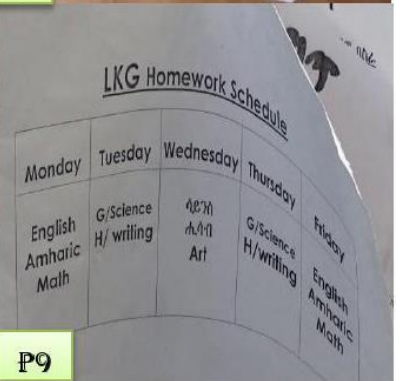 LKG Homework Schedule
Monday Tuesday Wednesday Thursday Friday
English
Amharic
Math
G/Science
H/ wriling
ሳይንስ
ሒሳብ
Art
G/Science
H/writing
English
Amharic
Math
P9